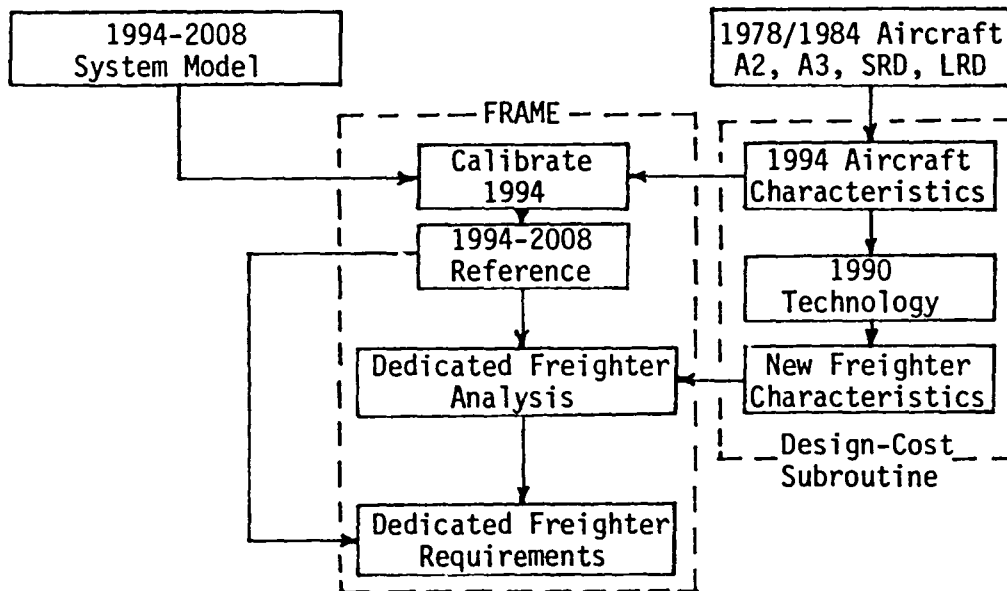 1994-2008
System Model
1978/1984 Aircraft
A2, A3, SRD, LRD
FRAME
Calibrate
1994
1994 Aircraft
Characteristics
1994-2008
Reference
1990
Technology
Dedicated Freighter
Analysis
New Freighter
Characteristics
Design-Cost
Subroutine
Dedicated Freighter
Requirements